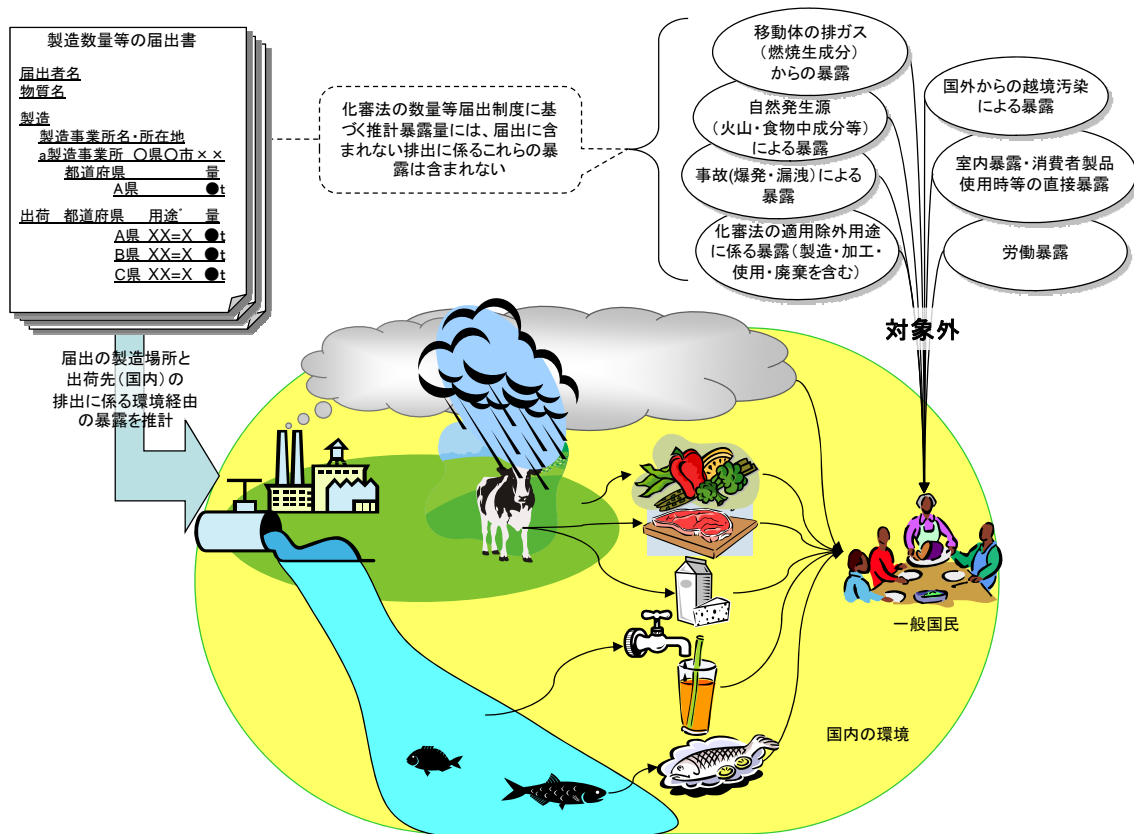 製造数量等の届出書
届出者名
物質名
製造
製造事業所名・所在地
a製造事業所 〇県〇市××
都道府県 量
A県 ●t
出荷 都道府県 用途 量
A県 XX=X ●t
B県 XX=X ●t
C県 XX=X ●t
届出の製造場所と
出荷先(国内)の
排出に係る環境経由
の暴露を推計
化審法の数量等届出制度に基
づく推計暴露量には、届出に含
まれない排出に係るこれらの暴
露は含まれない
移動体の排ガス
(燃焼生成分)
からの暴露
自然発生源
(火山・食物中成分等)
による暴露
事故(爆発・漏洩)による
暴露
化審法の適用除外用途
に係る暴露(製造・加工・
使用・廃棄を含む)
国外からの越境汚染
による暴露
室内暴露・消費者製品
使用時等の直接暴露
労働暴露
対象外
一般国民
国内の環境